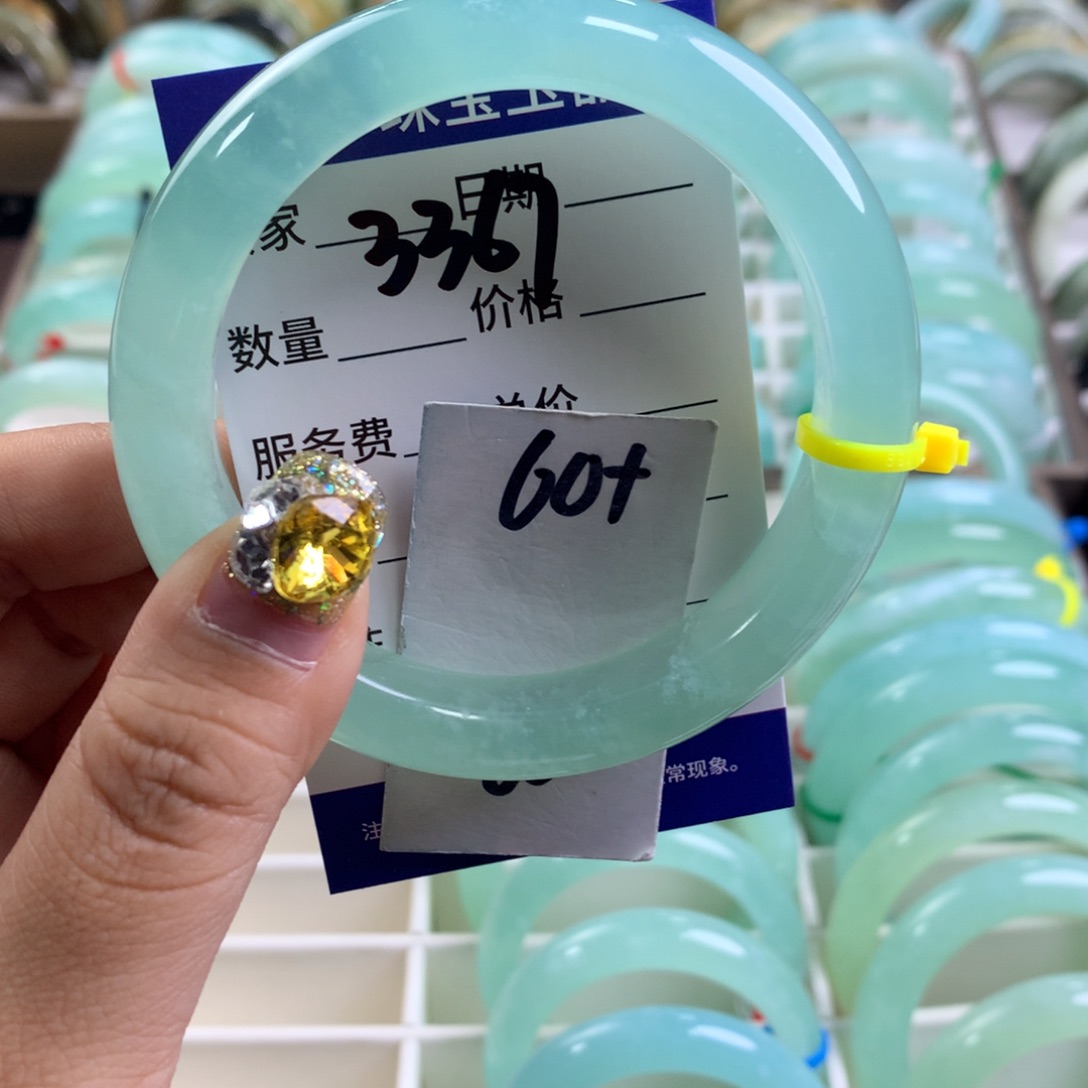 珠宝玉器
家 日期
3367
数量 价格
服务费 总价
60+
注
常现象。